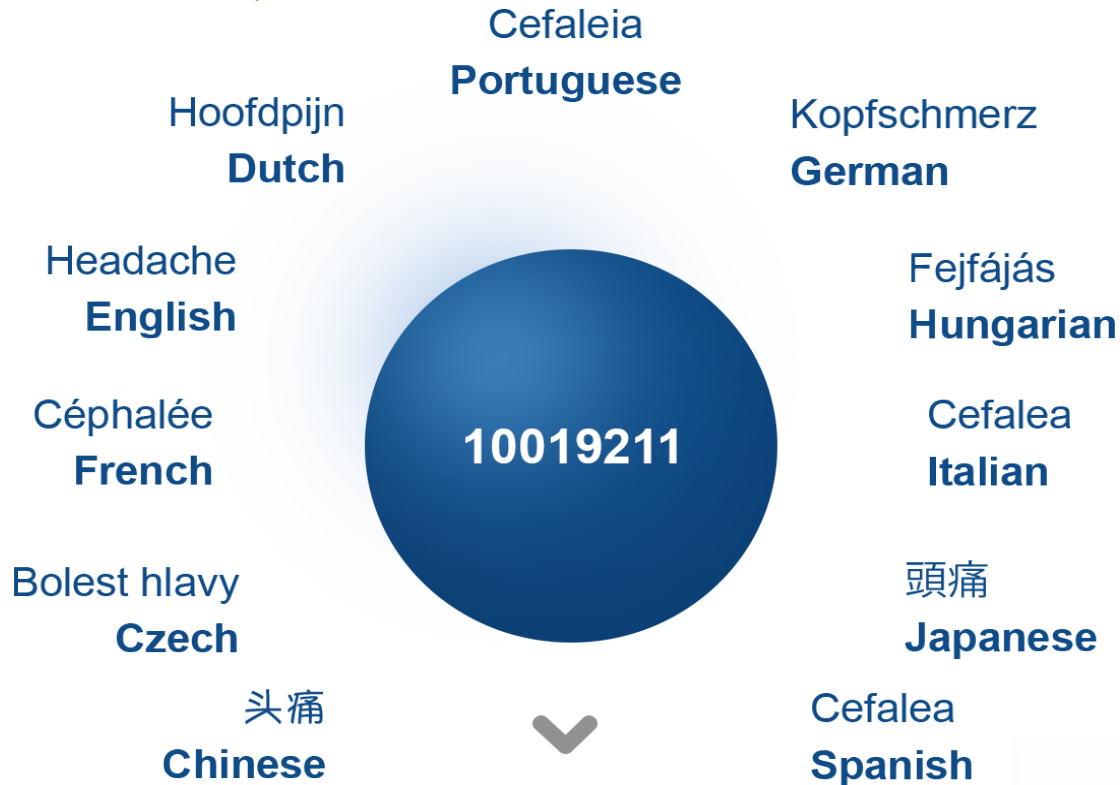 Cefaleia
Portuguese
Hoofdpijn
Dutch
Kopfschmerz
German
Headache
English
Fejfájás
Hungarian
10019211
Céphalée
French
Cefalea
Italian
Bolest hlavy
Czech
頭痛
Japanese
头痛
Chinese
Cefalea
Spanish